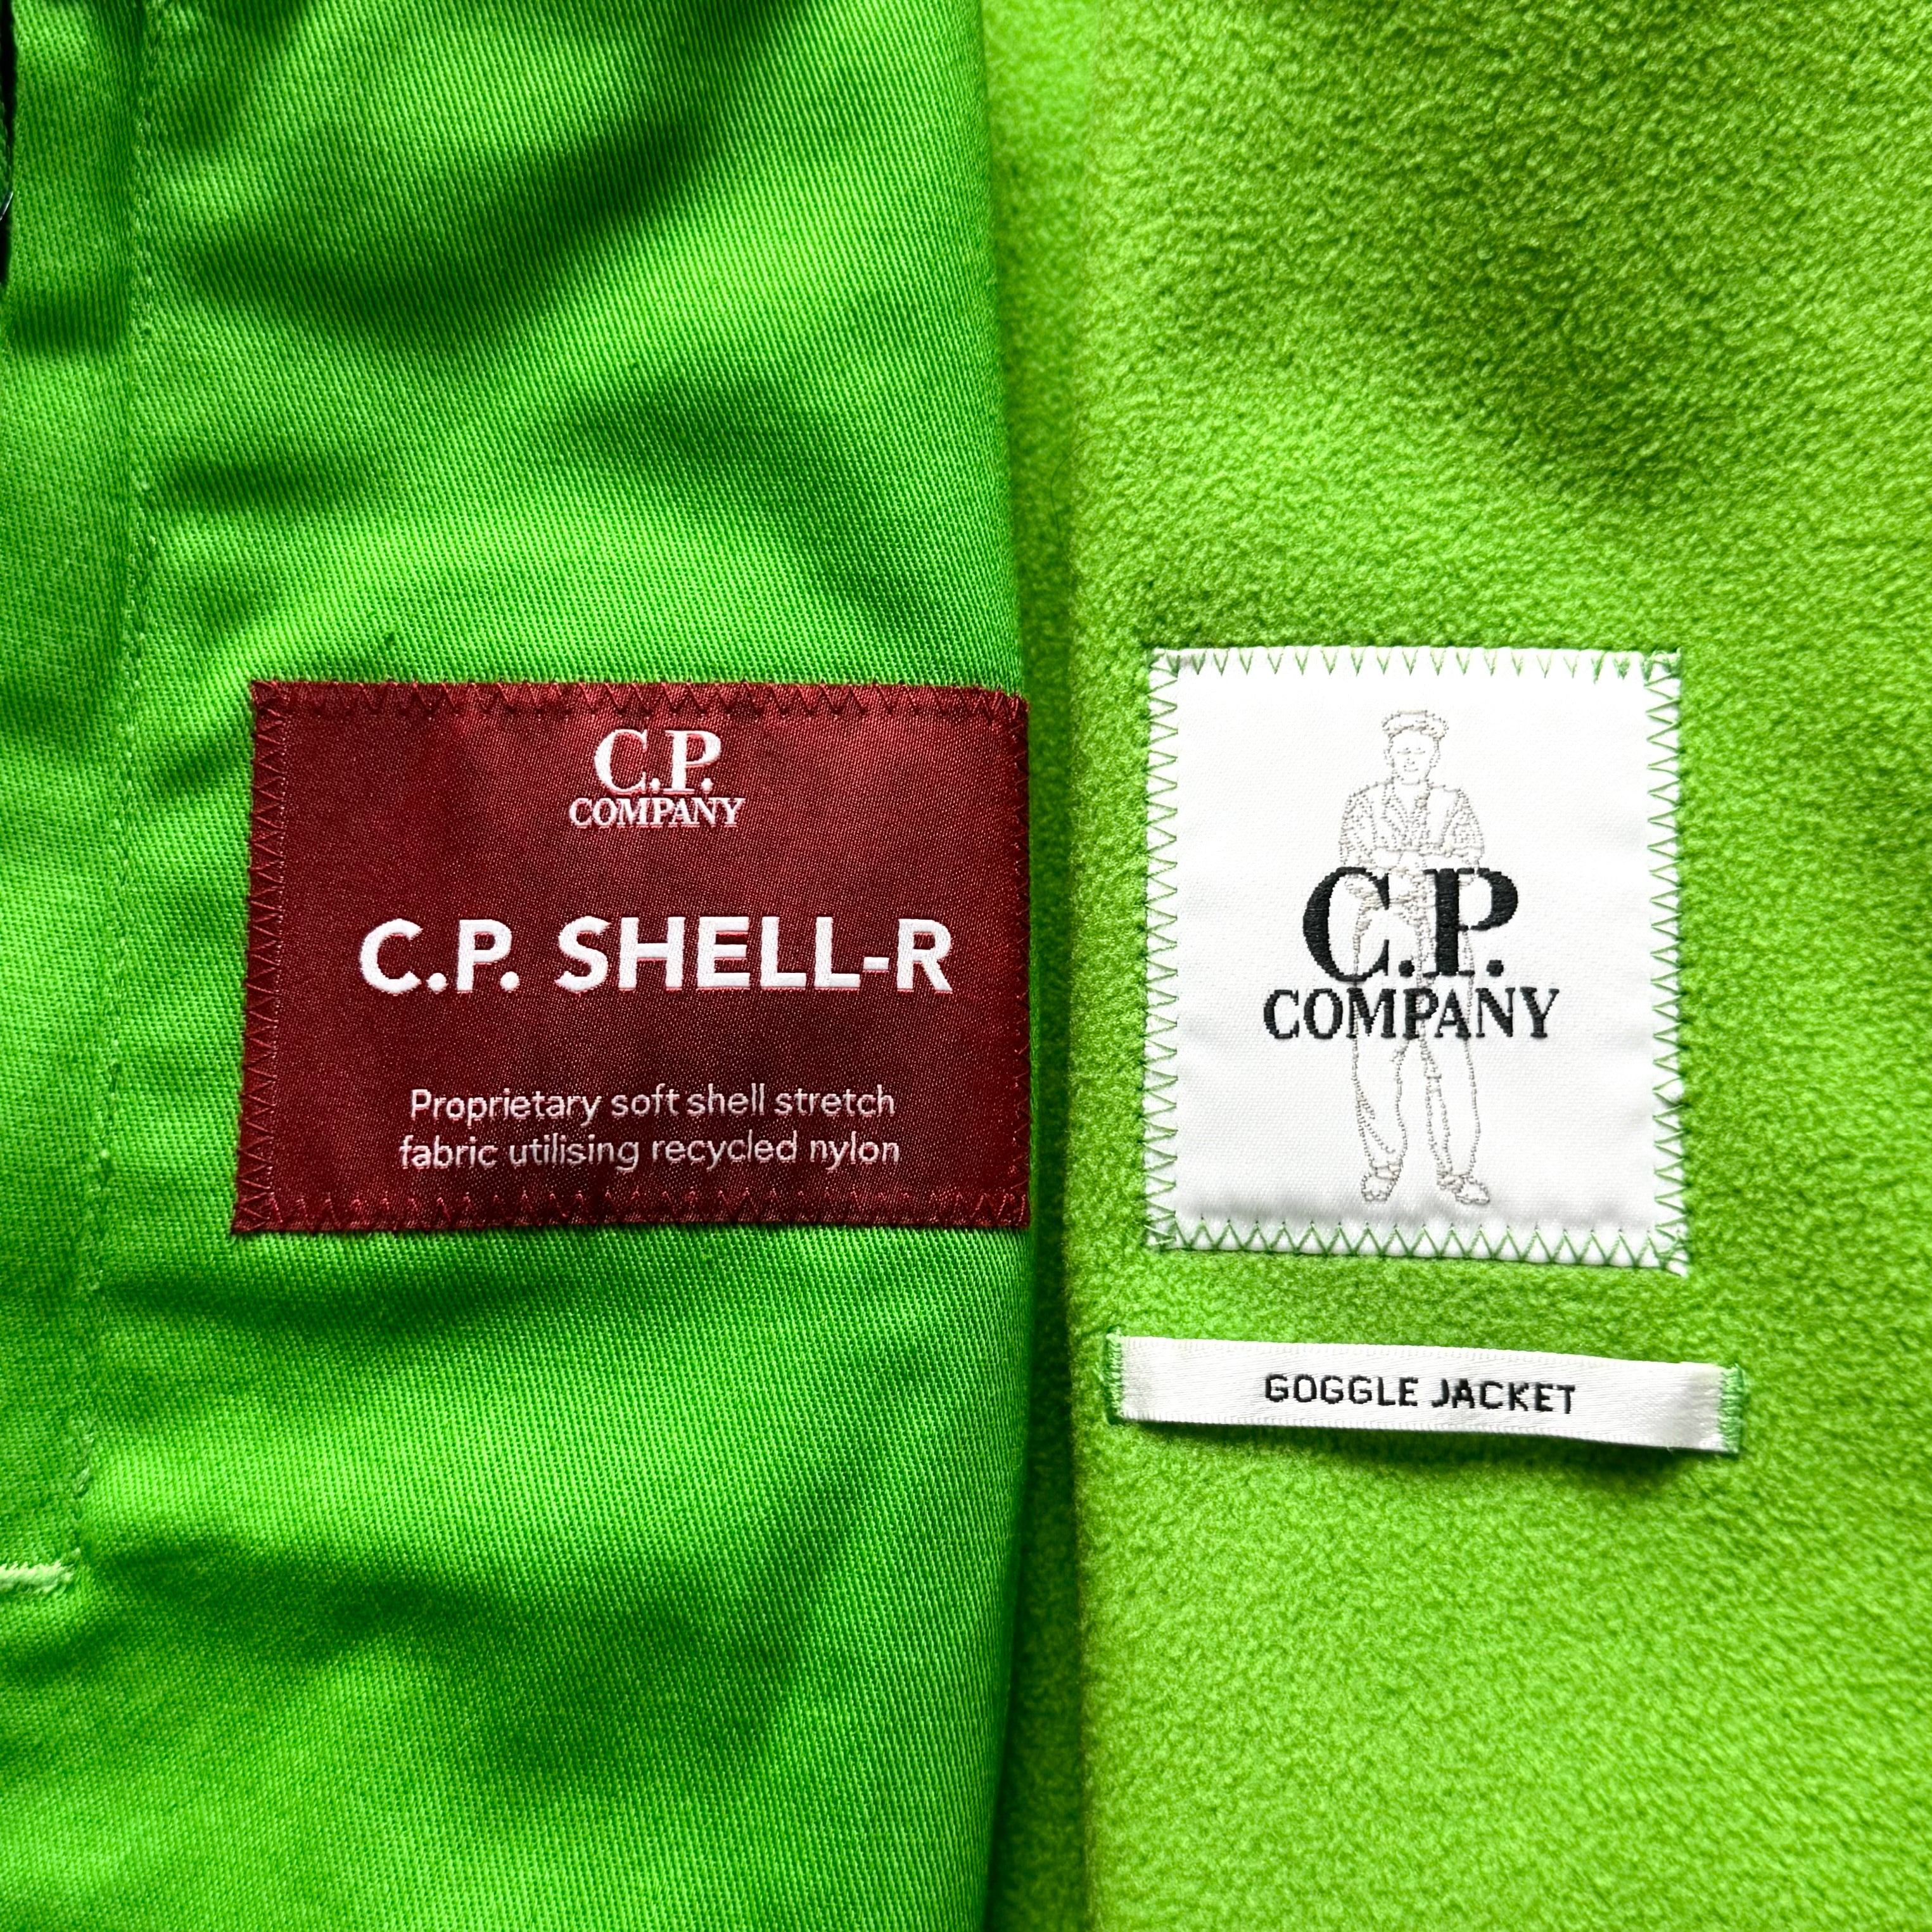 C.P.
COMPANY
C.P. SHELL-R
Proprietary soft shell stretch
fabric utilising recycled nylon
C.P.
COMPANY
GOGGLE JACKET